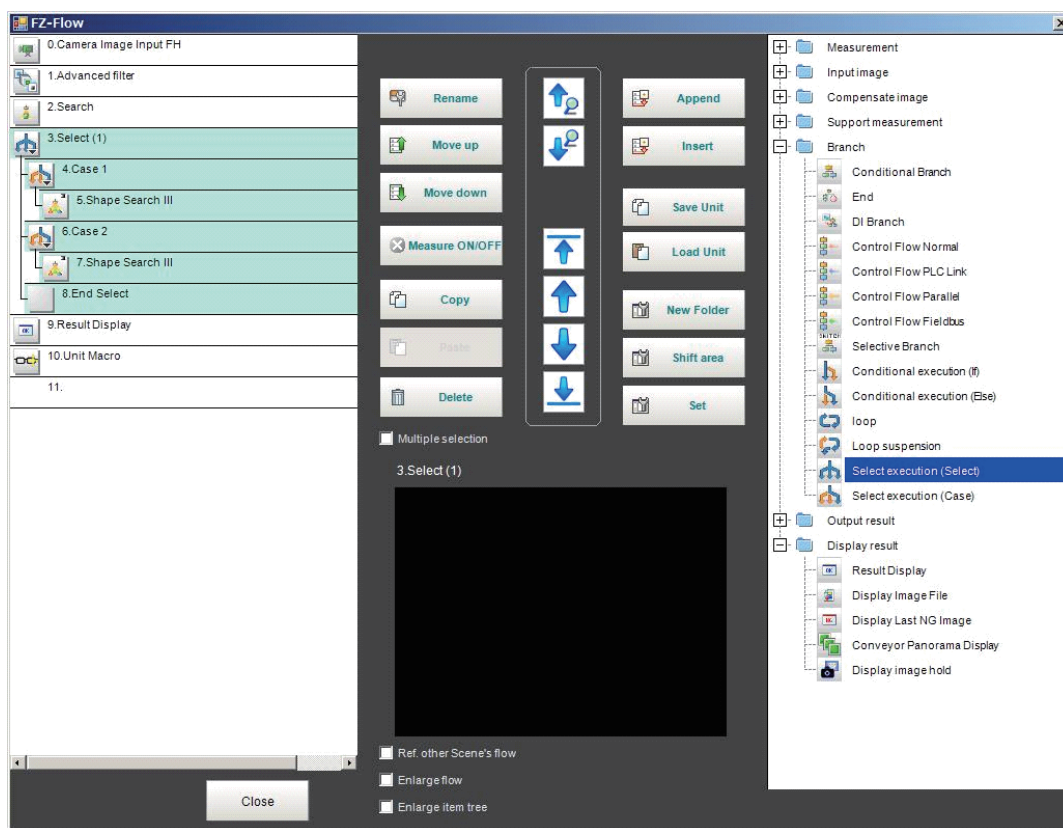 FZ-Flow
0.Camera Image Input FH
1.Advanced filter
2.Search
3.Select (1)
4.Case 1
5.Shape Search III
6.Case 2
7.Shape Search III
8.End Select
9.Result Display
10.Unit Macro
11.
Close
Rename
Move up
Move down
Measure ON/OFF
Copy
Paste
Delete
Append
Insert
Save Unit
Load Unit
New Folder
Shift area
Set
Multiple selection
3.Select (1)
Ref. other Scene's flow
Enlarge flow
Enlarge item tree
Measurement
Input image
Compensate image
Support measurement
Branch
Conditional Branch
End
DI Branch
Control Flow Normal
Control Flow PLC Link
Control Flow Parallel
Control Flow Fieldbus
Selective Branch
Conditional execution (If)
Conditional execution (Else)
loop
Loop suspension
Select execution (Select)
Select execution (Case)
Output result
Display result
Result Display
Display Image File
Display Last NG Image
Conveyor Panorama Display
Display image hold